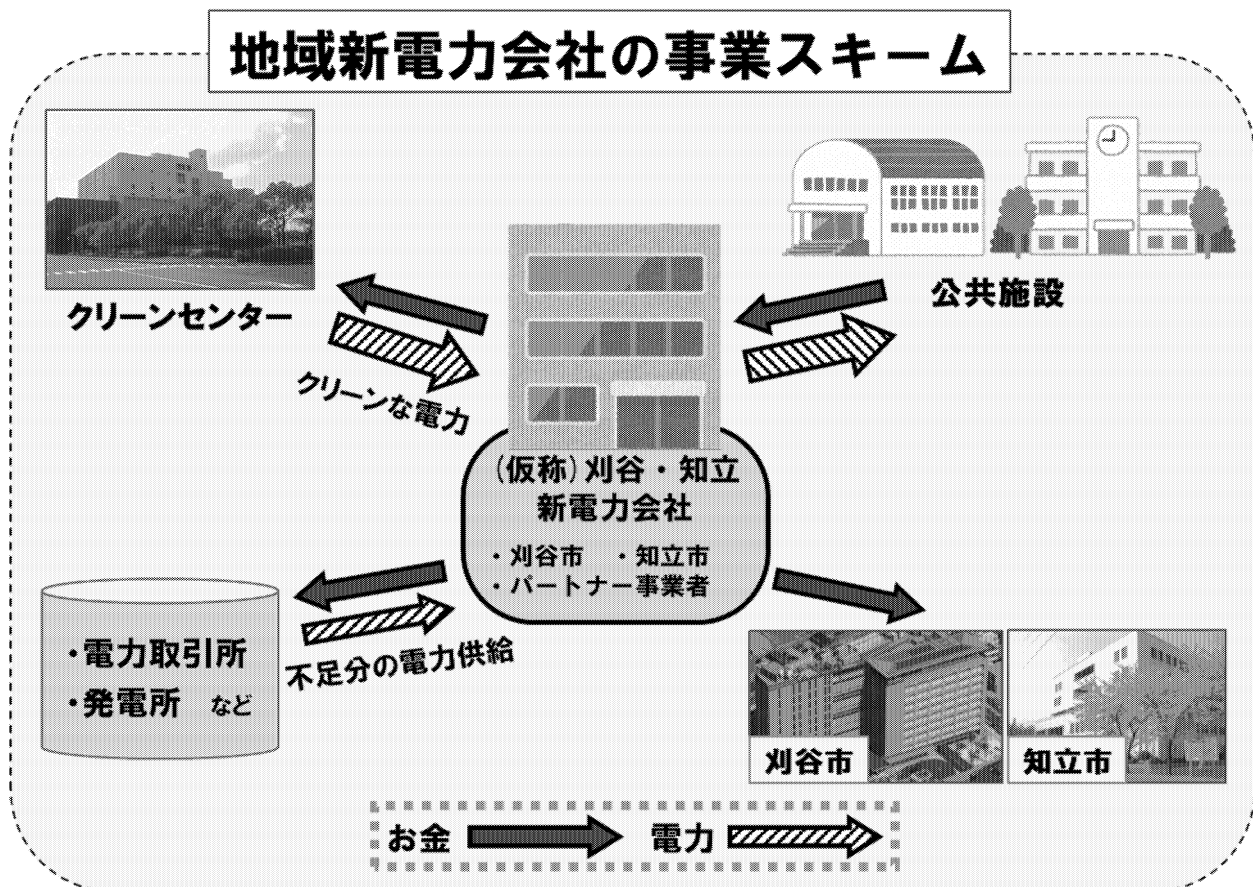 地域新電力会社の事業スキーム
クリーンセンター
公共施設
クリーンな電力
(仮称)刈谷・知立
新電力会社
・刈谷市 ・知立市
・パートナー事業者
・電力取引所
・発電所 など
不足分の電力供給
刈谷市
知立市
お金
電力